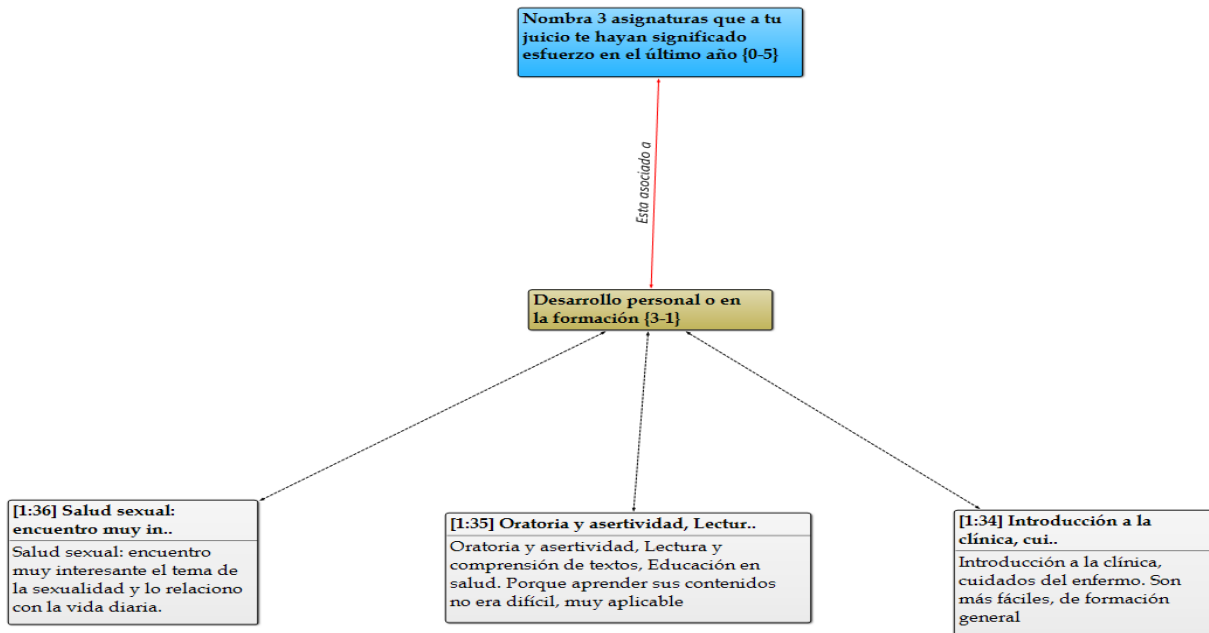 Nombra 3 asignaturas que a tu
juicio te hayan significado
esfuerzo en el último año {0-5}
Esta asociado a
Desarrollo personal o en
la formación {3-1}
[1:36] Salud sexual:
encuentro muy in..
Salud sexual: encuentro
muy interesante el tema de
la sexualidad y lo relaciono
con la vida diaria.
[1:35] Oratoria y asertividad, Lectur..
Oratoria y asertividad, Lectura y
comprensión de textos, Educación en
salud. Porque aprender sus contenidos
no era difícil, muy aplicable
[1:34] Introducción a la
clínica, cui..
Introducción a la clínica,
cuidados del enfermo. Son
más fáciles, de formación
general